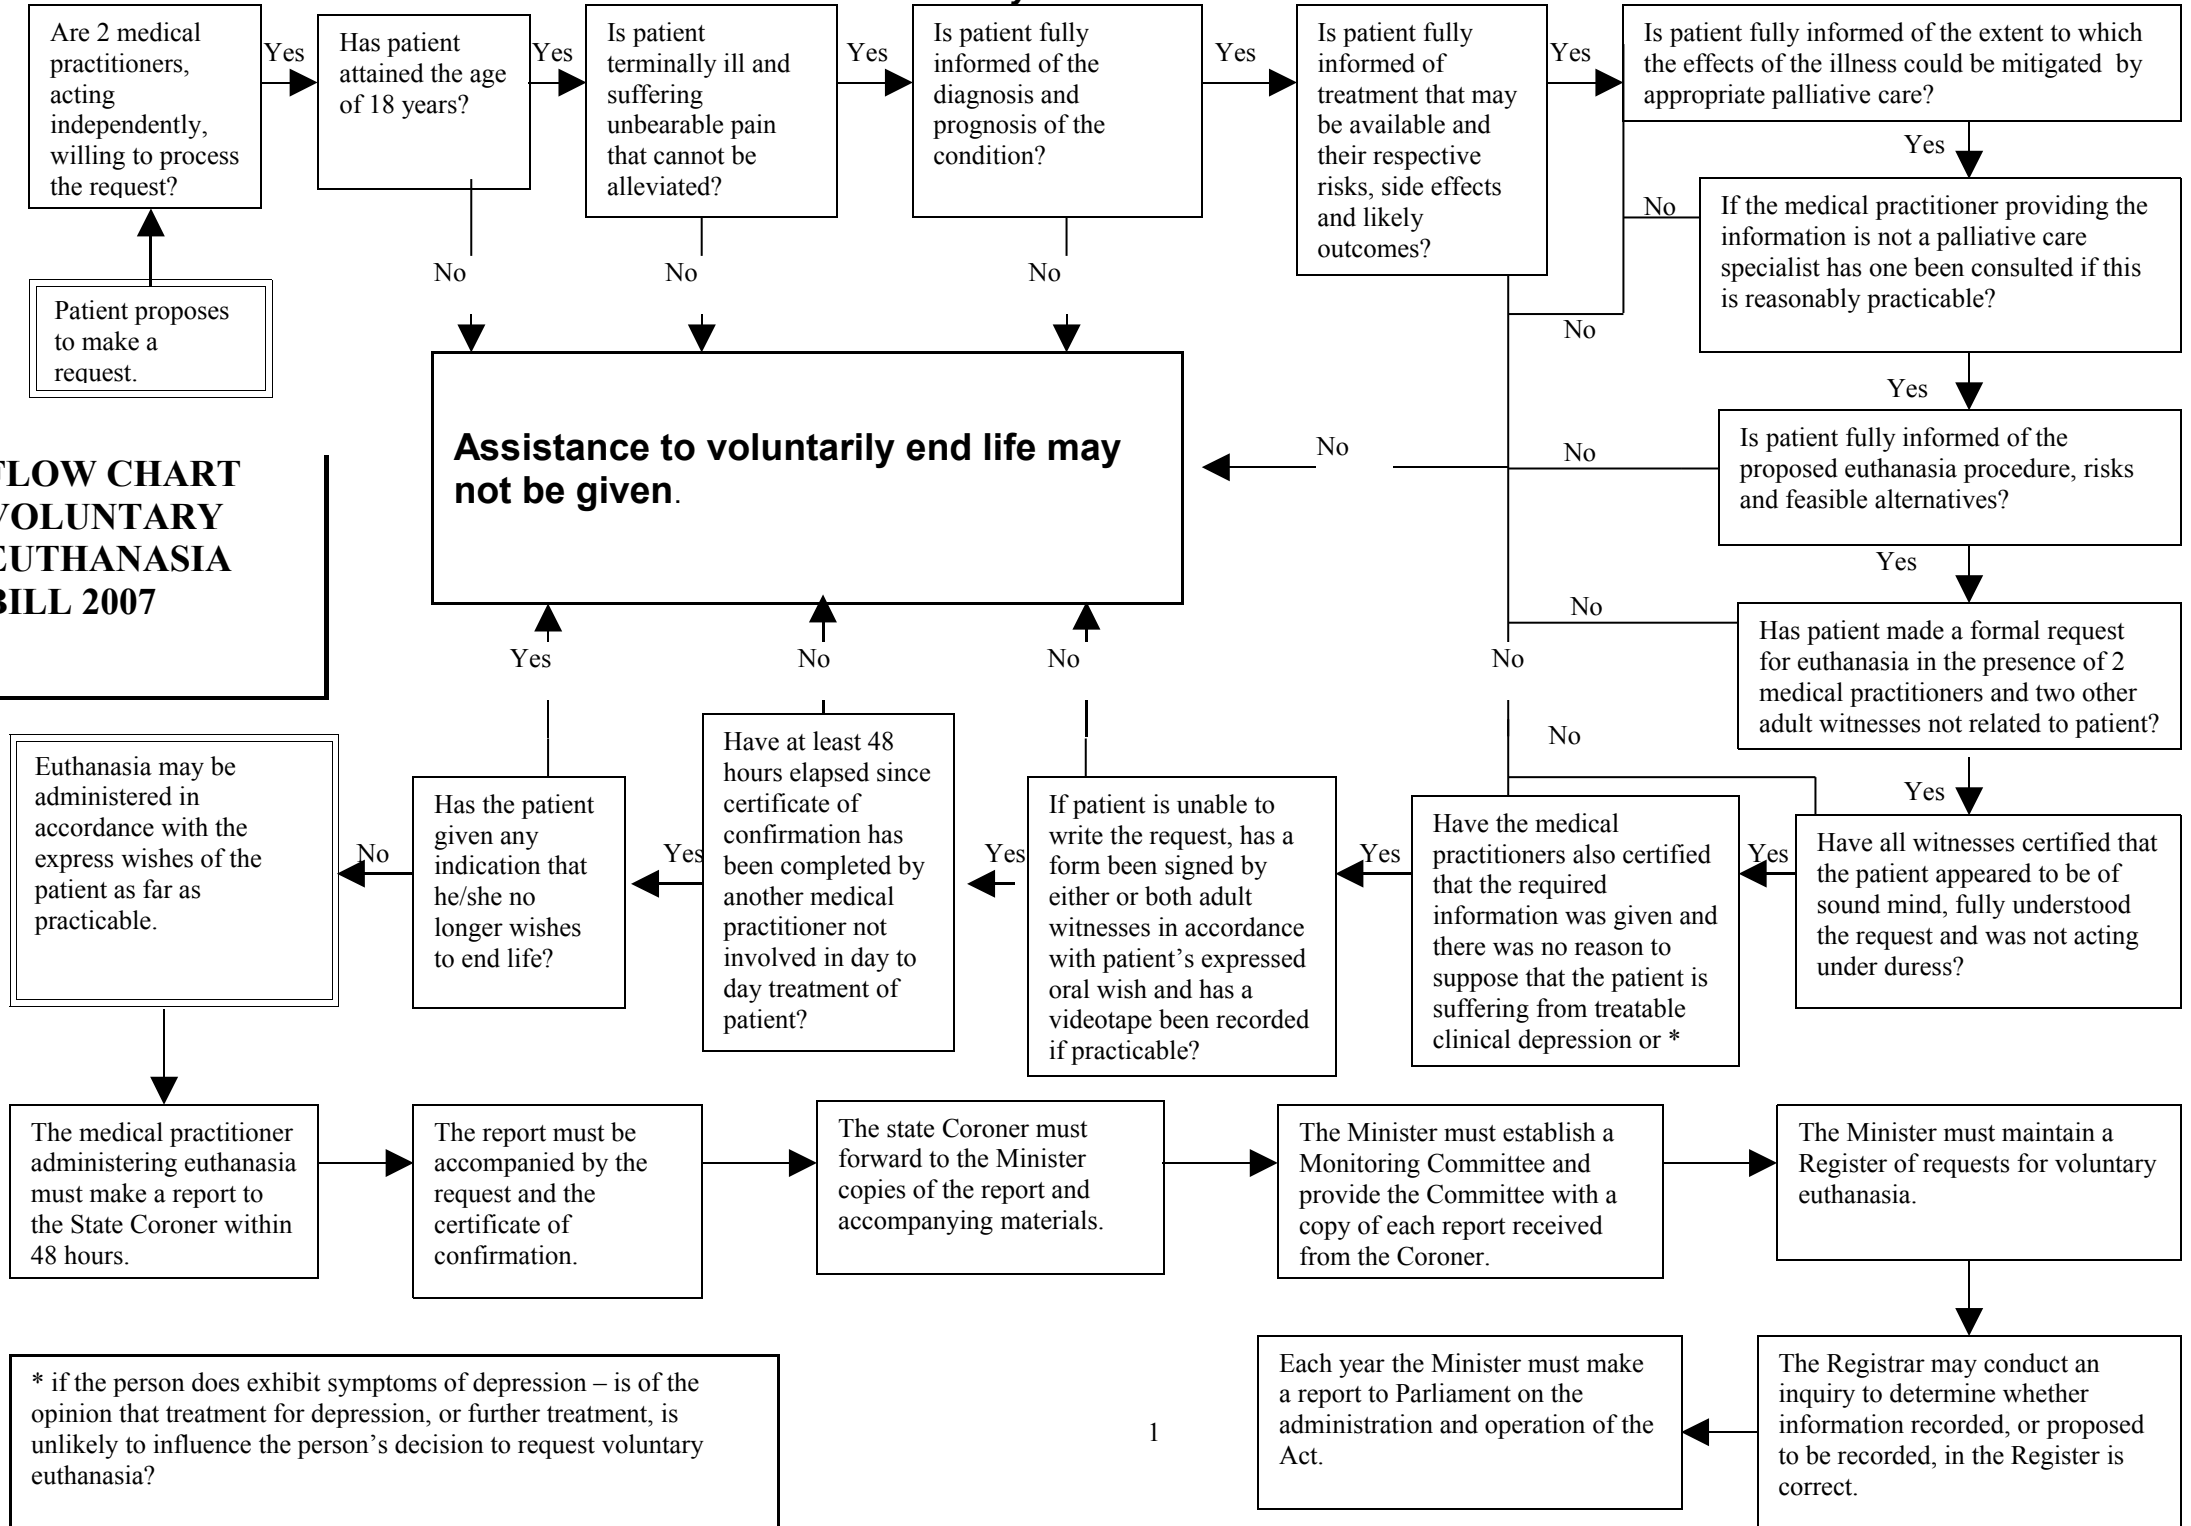 Are 2 medical
practitioners,
acting
independently,
willing to process
the request?
Yes
Has patient
attained the age
of 18 years?
Yes
Is patient
terminally ill and
suffering
unbearable pain
that cannot be
alleviated?
Yes
Is patient fully
informed of the
diagnosis and
prognosis of the
condition?
Yes
Is patient fully
informed of
treatment that may
be available and
their respective
risks, side effects
and likely
outcomes?
Yes
Is patient fully informed of the extent to which
the effects of the illness could be mitigated by
appropriate palliative care?
Yes
No
If the medical practitioner providing the
information is not a palliative care
specialist has one been consulted if this
is reasonably practicable?
No
No
No
No
Patient proposes
to make a
request.
Yes
Assistance to voluntarily end life may
not be given.
No
No
Is patient fully informed of the
proposed euthanasia procedure, risks
and feasible alternatives?
FLOW CHART
VOLUNTARY
EUTHANASIA
BILL 2007
Yes
No
Has patient made a formal request
for euthanasia in the presence of 2
medical practitioners and two other
adult witnesses not related to patient?
Yes
No
No
No
No
Yes
Euthanasia may be
administered in
accordance with the
express wishes of the
patient as far as
practicable.
No
Has the patient
given any
indication that
he/she no
longer wishes
to end life?
Yes
Have at least 48
hours elapsed since
certificate of
confirmation has
been completed by
another medical
practitioner not
involved in day to
day treatment of
patient?
Yes
If patient is unable to
write the request, has a
form been signed by
either or both adult
witnesses in accordance
with patient's expressed
oral wish and has a
videotape been recorded
if practicable?
Yes
Have the medical
practitioners also certified
that the required
information was given and
there was no reason to
suppose that the patient is
suffering from treatable
clinical depression or *
Yes
Have all witnesses certified that
the patient appeared to be of
sound mind, fully understood
the request and was not acting
under duress?
The medical practitioner
administering euthanasia
must make a report to
the State Coroner within
48 hours.
The report must be
accompanied by the
request and the
certificate of
confirmation.
The state Coroner must
forward to the Minister
copies of the report and
accompanying materials.
The Minister must establish a
Monitoring Committee and
provide the Committee with a
copy of each report received
from the Coroner.
The Minister must maintain a
Register of requests for voluntary
euthanasia.
* if the person does exhibit symptoms of depression – is of the
opinion that treatment for depression, or further treatment, is
unlikely to influence the person's decision to request voluntary
euthanasia?
1
Each year the Minister must make
a report to Parliament on the
administration and operation of the
Act.
The Registrar may conduct an
inquiry to determine whether
information recorded, or proposed
to be recorded, in the Register is
correct.